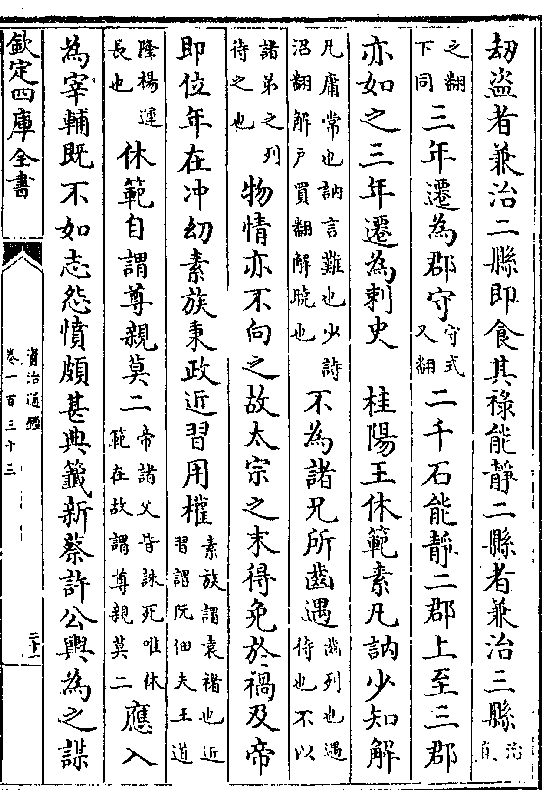 劫盜者兼治二縣即食其祿能靜二縣者兼治三縣治直
之翻下同三年遷為郡守守式又翻二千石能靜二郡上至三郡
亦如之三年遷為刺史　桂陽王休範素凡訥少知解
凡庸常也訥言難也少詩沼翻解戶買翻解曉也不為諸兄所齒遇齒列也遇待也不以
諸弟之列待之也物情亦不向之故太宗之末得免於禍及帝
即位年在冲幼素族秉政近習用權素族謂袁褚也近習謂阮佃夫王道
隆楊運長也休範自謂尊親莫二帝諸父皆誅死唯休範在故謂尊親莫二應入
為宰輔既不如志怨憤頗甚典籤新蔡許公輿為之謀
欽定四庫全書
資治通鑑
卷一百三十三